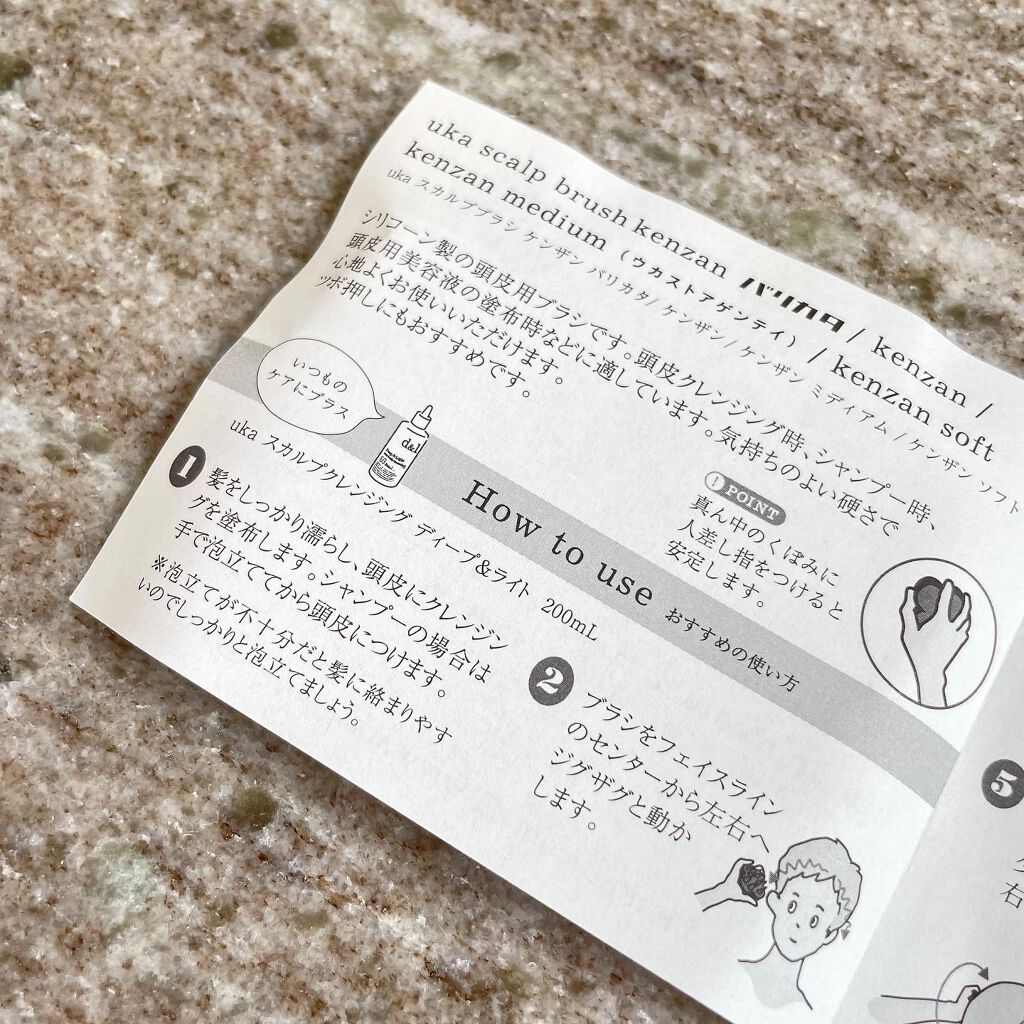 uka scalp brush kenzan バリカタ / kenzan /
kenzan medium (ウカストアゲンテイ) / kenzan soft
uka スカルプブラシ ケンザン バリカタ / ケンザン / ケンザン ミディアム / ケンザン ソフト
シリコーン製の頭皮用ブラシです。頭皮クレンジング時、シャンプー時、
頭皮用美容液の塗布時などに適しています。気持ちのよい硬さで
心地よくお使いいただけます。
ツボ押しにもおすすめです。
いつもの
ケアにプラス
d&l
uka スカルプクレンジング ディープ&ライト 200mL
How to use おすすめの使い方
! POINT
真ん中のくぼみに
人差し指をつけると
安定します。
1 髪をしっかり濡らし、頭皮にクレンジン
グを塗布します。シャンプーの場合は
手で泡立ててから頭皮につけます。
※泡立てが不十分だと髪に絡まりやす
いのでしっかりと泡立てましょう。
2 ブラシをフェイスライン
のセンターから左右へ
ジグザグと動か
します。
5
右